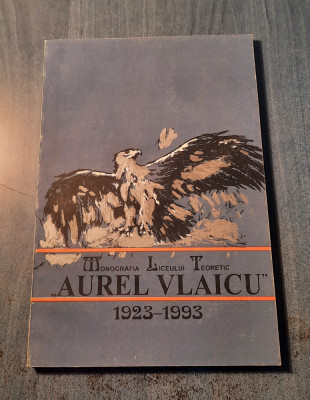 Monografia Liceului Teoretic
„AUREL VLAICU”
1923-1993